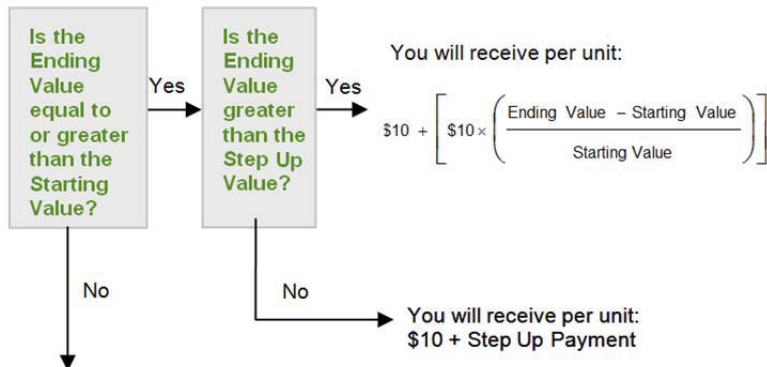 Is the
Ending
Value
equal to
or greater
than the
Starting
Value?
Yes
Is the
Ending
Value
greater
than the
Step Up
Value?
Yes
You will receive per unit:
$10 + [ $10 × ( Ending Value – Starting Value
Starting Value ) ]
No
No
You will receive per unit:
$10 + Step Up Payment